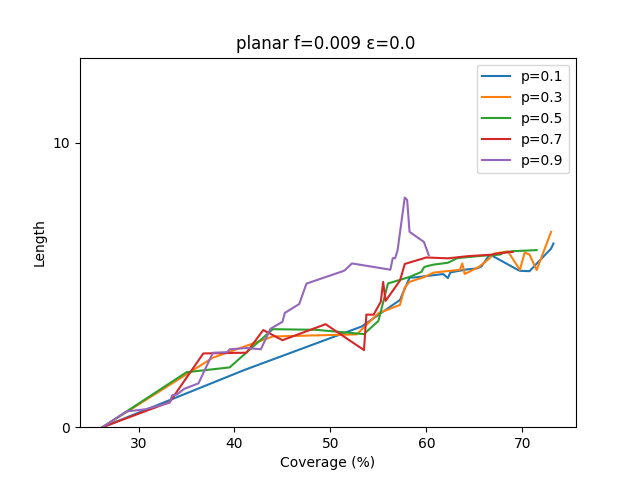 planar f=0.009 ε=0.0
p=0.1
p=0.3
p=0.5
p=0.7
p=0.9
10
0
Length
30 40 50 60 70
Coverage (%)